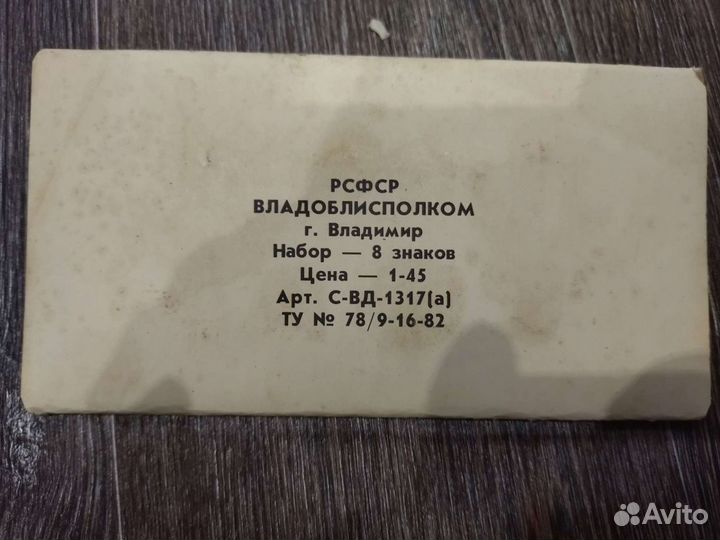 РСФСР
ВЛАДОБЛИСПОЛКОМ
г. Владимир
Набор — 8 знаков
Цена — 1-45
Арт. С-ВД-1317(а)
ТУ № 78/9-16-82
Avito